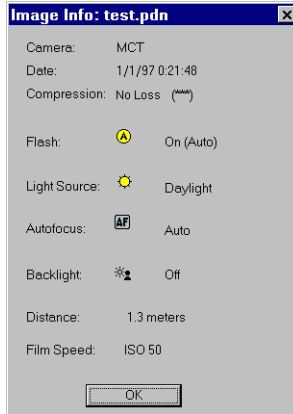 Image Info: test.pdn
Camera: MCT
Date: 1/1/97 0:21:48
Compression: No Loss (***)
Flash: A On (Auto)
Light Source: Daylight
Autofocus: AF Auto
Backlight: Off
Distance: 1.3 meters
Film Speed: ISO 50
OK